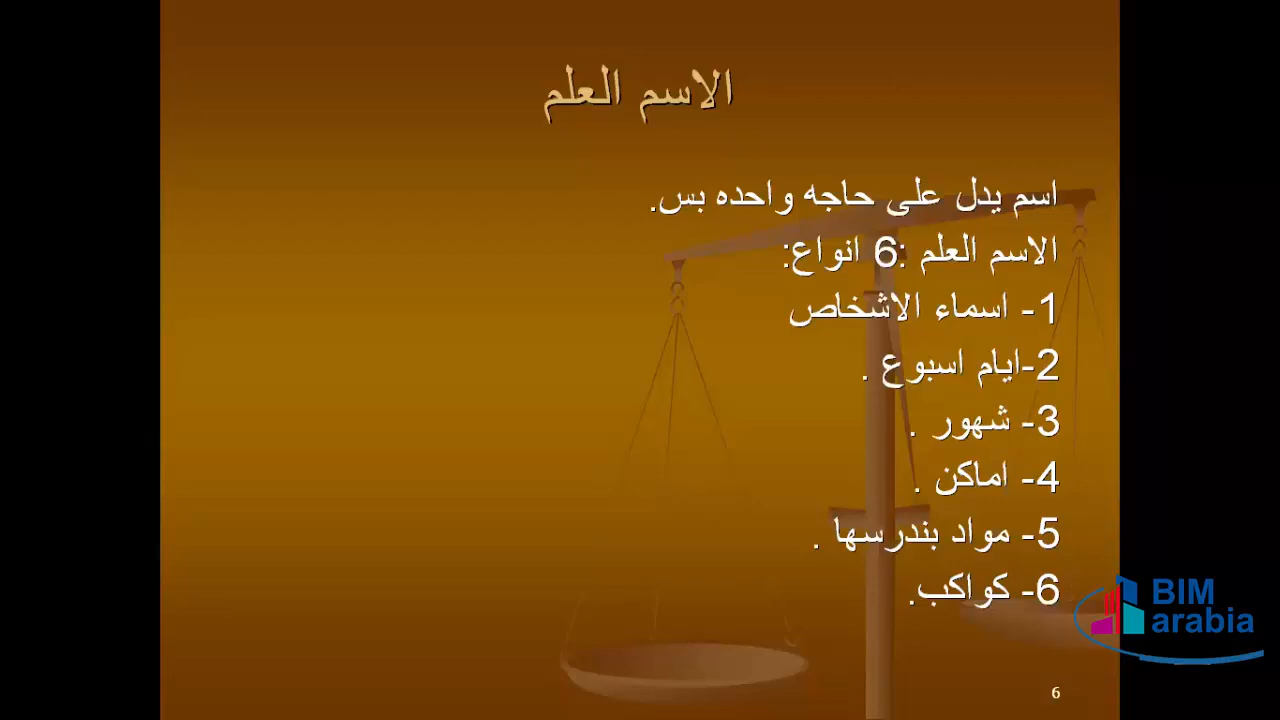 الاسم العلم
اسم يدل على حاجه واحده بس.
الاسم العلم :6 انواع:
1- اسماء الاشخاص
2-ايام اسبوع .
3- شهور .
4- اماكن .
5- مواد بندرسها .
6- كواكب.
BIM
arabia
6